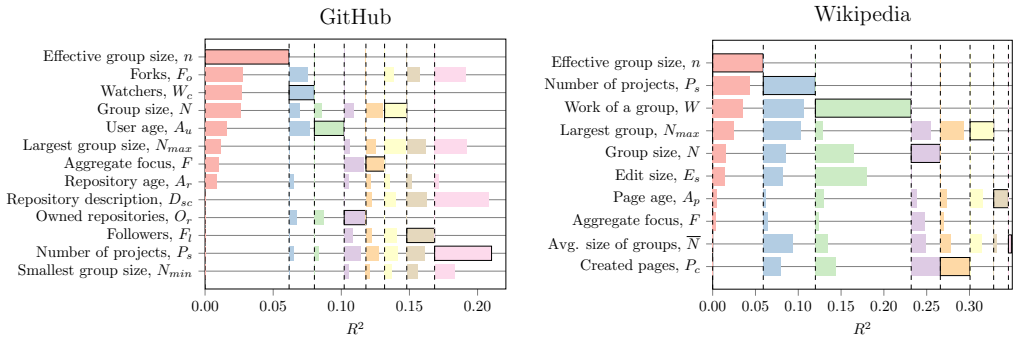 GitHub
Effective group size, n
Forks, F_o
Watchers, W_c
Group size, N
User age, A_u
Largest group size, N_max
Aggregate focus, F
Repository age, A_r
Repository description, D_sc
Owned repositories, O_r
Followers, F_l
Number of projects, P_s
Smallest group size, N_min
0.00 0.05 0.10 0.15 0.20
R²
Wikipedia
Effective group size, n
Number of projects, P_s
Work of a group, W
Largest group, N_max
Group size, N
Edit size, E_s
Page age, A_p
Aggregate focus, F
Avg. size of groups, N̅
Created pages, P_c
0.00 0.05 0.10 0.15 0.20 0.25 0.30
R²